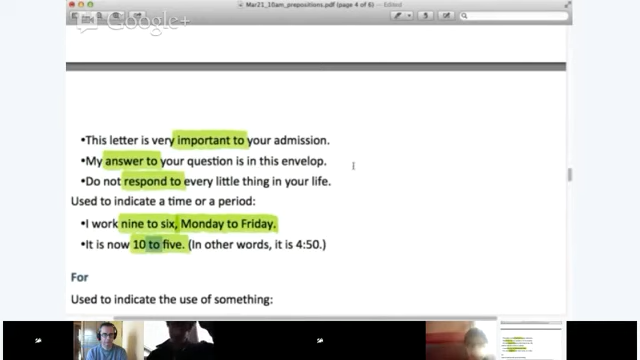 Mar21_10am_prepositions.pdf (page 4 of 6) — Edited
Google+
•This letter is very important to your admission.
•My answer to your question is in this envelop.
•Do not respond to every little thing in your life.
Used to indicate a time or a period:
•I work nine to six, Monday to Friday.
•It is now 10 to five. (In other words, it is 4:50.)
For
Used to indicate the use of something: